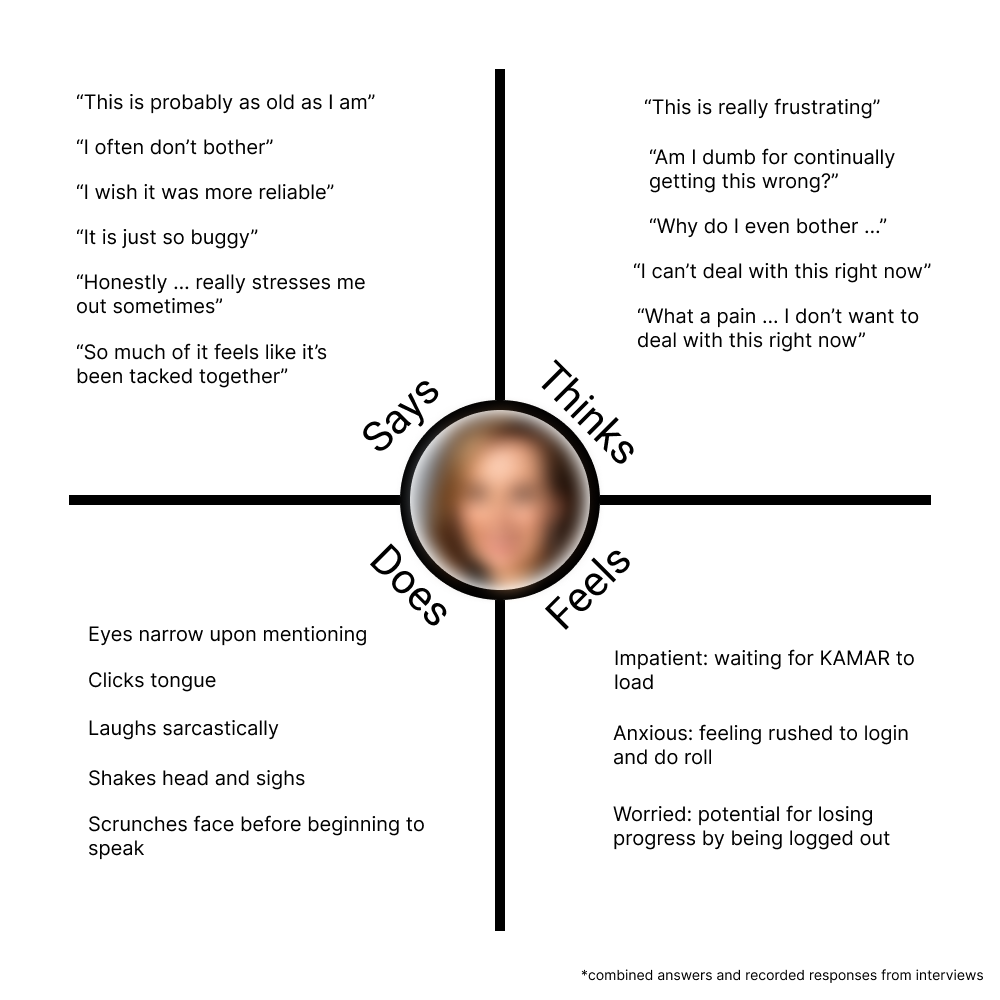 “This is probably as old as I am”
“I often don’t bother”
“I wish it was more reliable”
“It is just so buggy”
“Honestly ... really stresses me
out sometimes”
“So much of it feels like it’s
been tacked together”
Says
“This is really frustrating”
“Am I dumb for continually
getting this wrong?”
“Why do I even bother ...”
“I can’t deal with this right now”
“What a pain ... I don’t want to
deal with this right now”
Thinks
Does
Eyes narrow upon mentioning
Clicks tongue
Laughs sarcastically
Shakes head and sighs
Scrunches face before beginning to
speak
Feels
Impatient: waiting for KAMAR to
load
Anxious: feeling rushed to login
and do roll
Worried: potential for losing
progress by being logged out
*combined answers and recorded responses from interviews